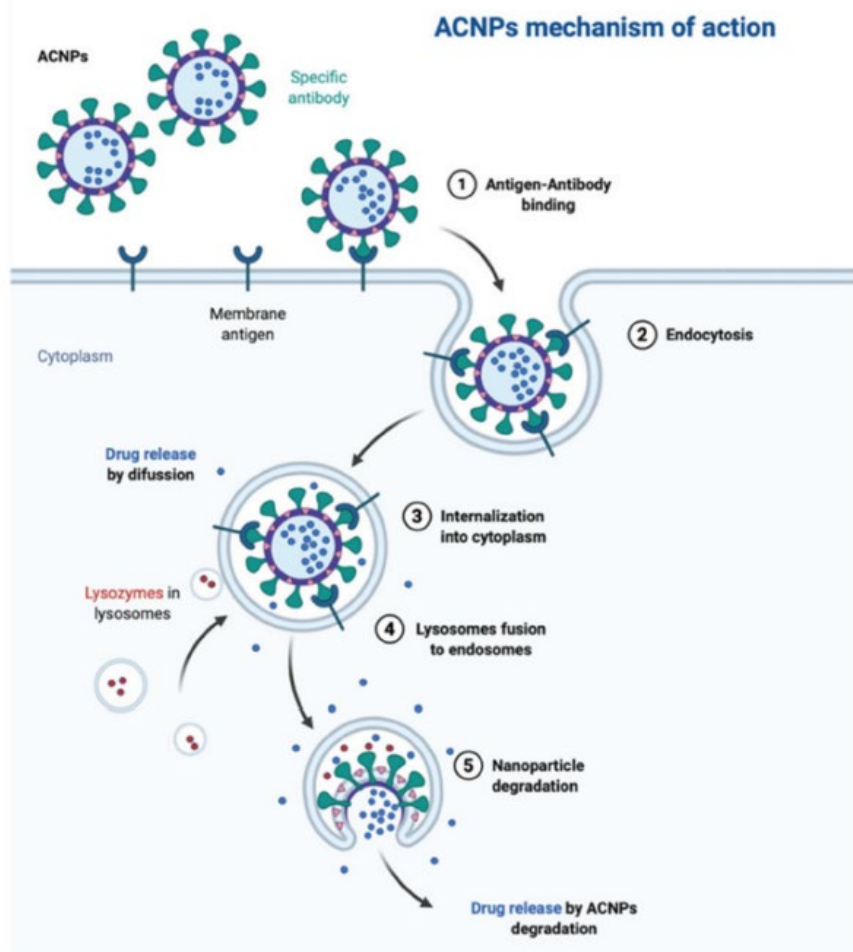 ACNPs mechanism of action
ACNPs
Specific
antibody
1 Antigen-Antibody
binding
Membrane
antigen
Cytoplasm
2 Endocytosis
Drug release
by difussion
3 Internalization
into cytoplasm
Lysozymes in
lysosomes
4 Lysosomes fusion
to endosomes
5 Nanoparticle
degradation
Drug release by ACNPs
degradation